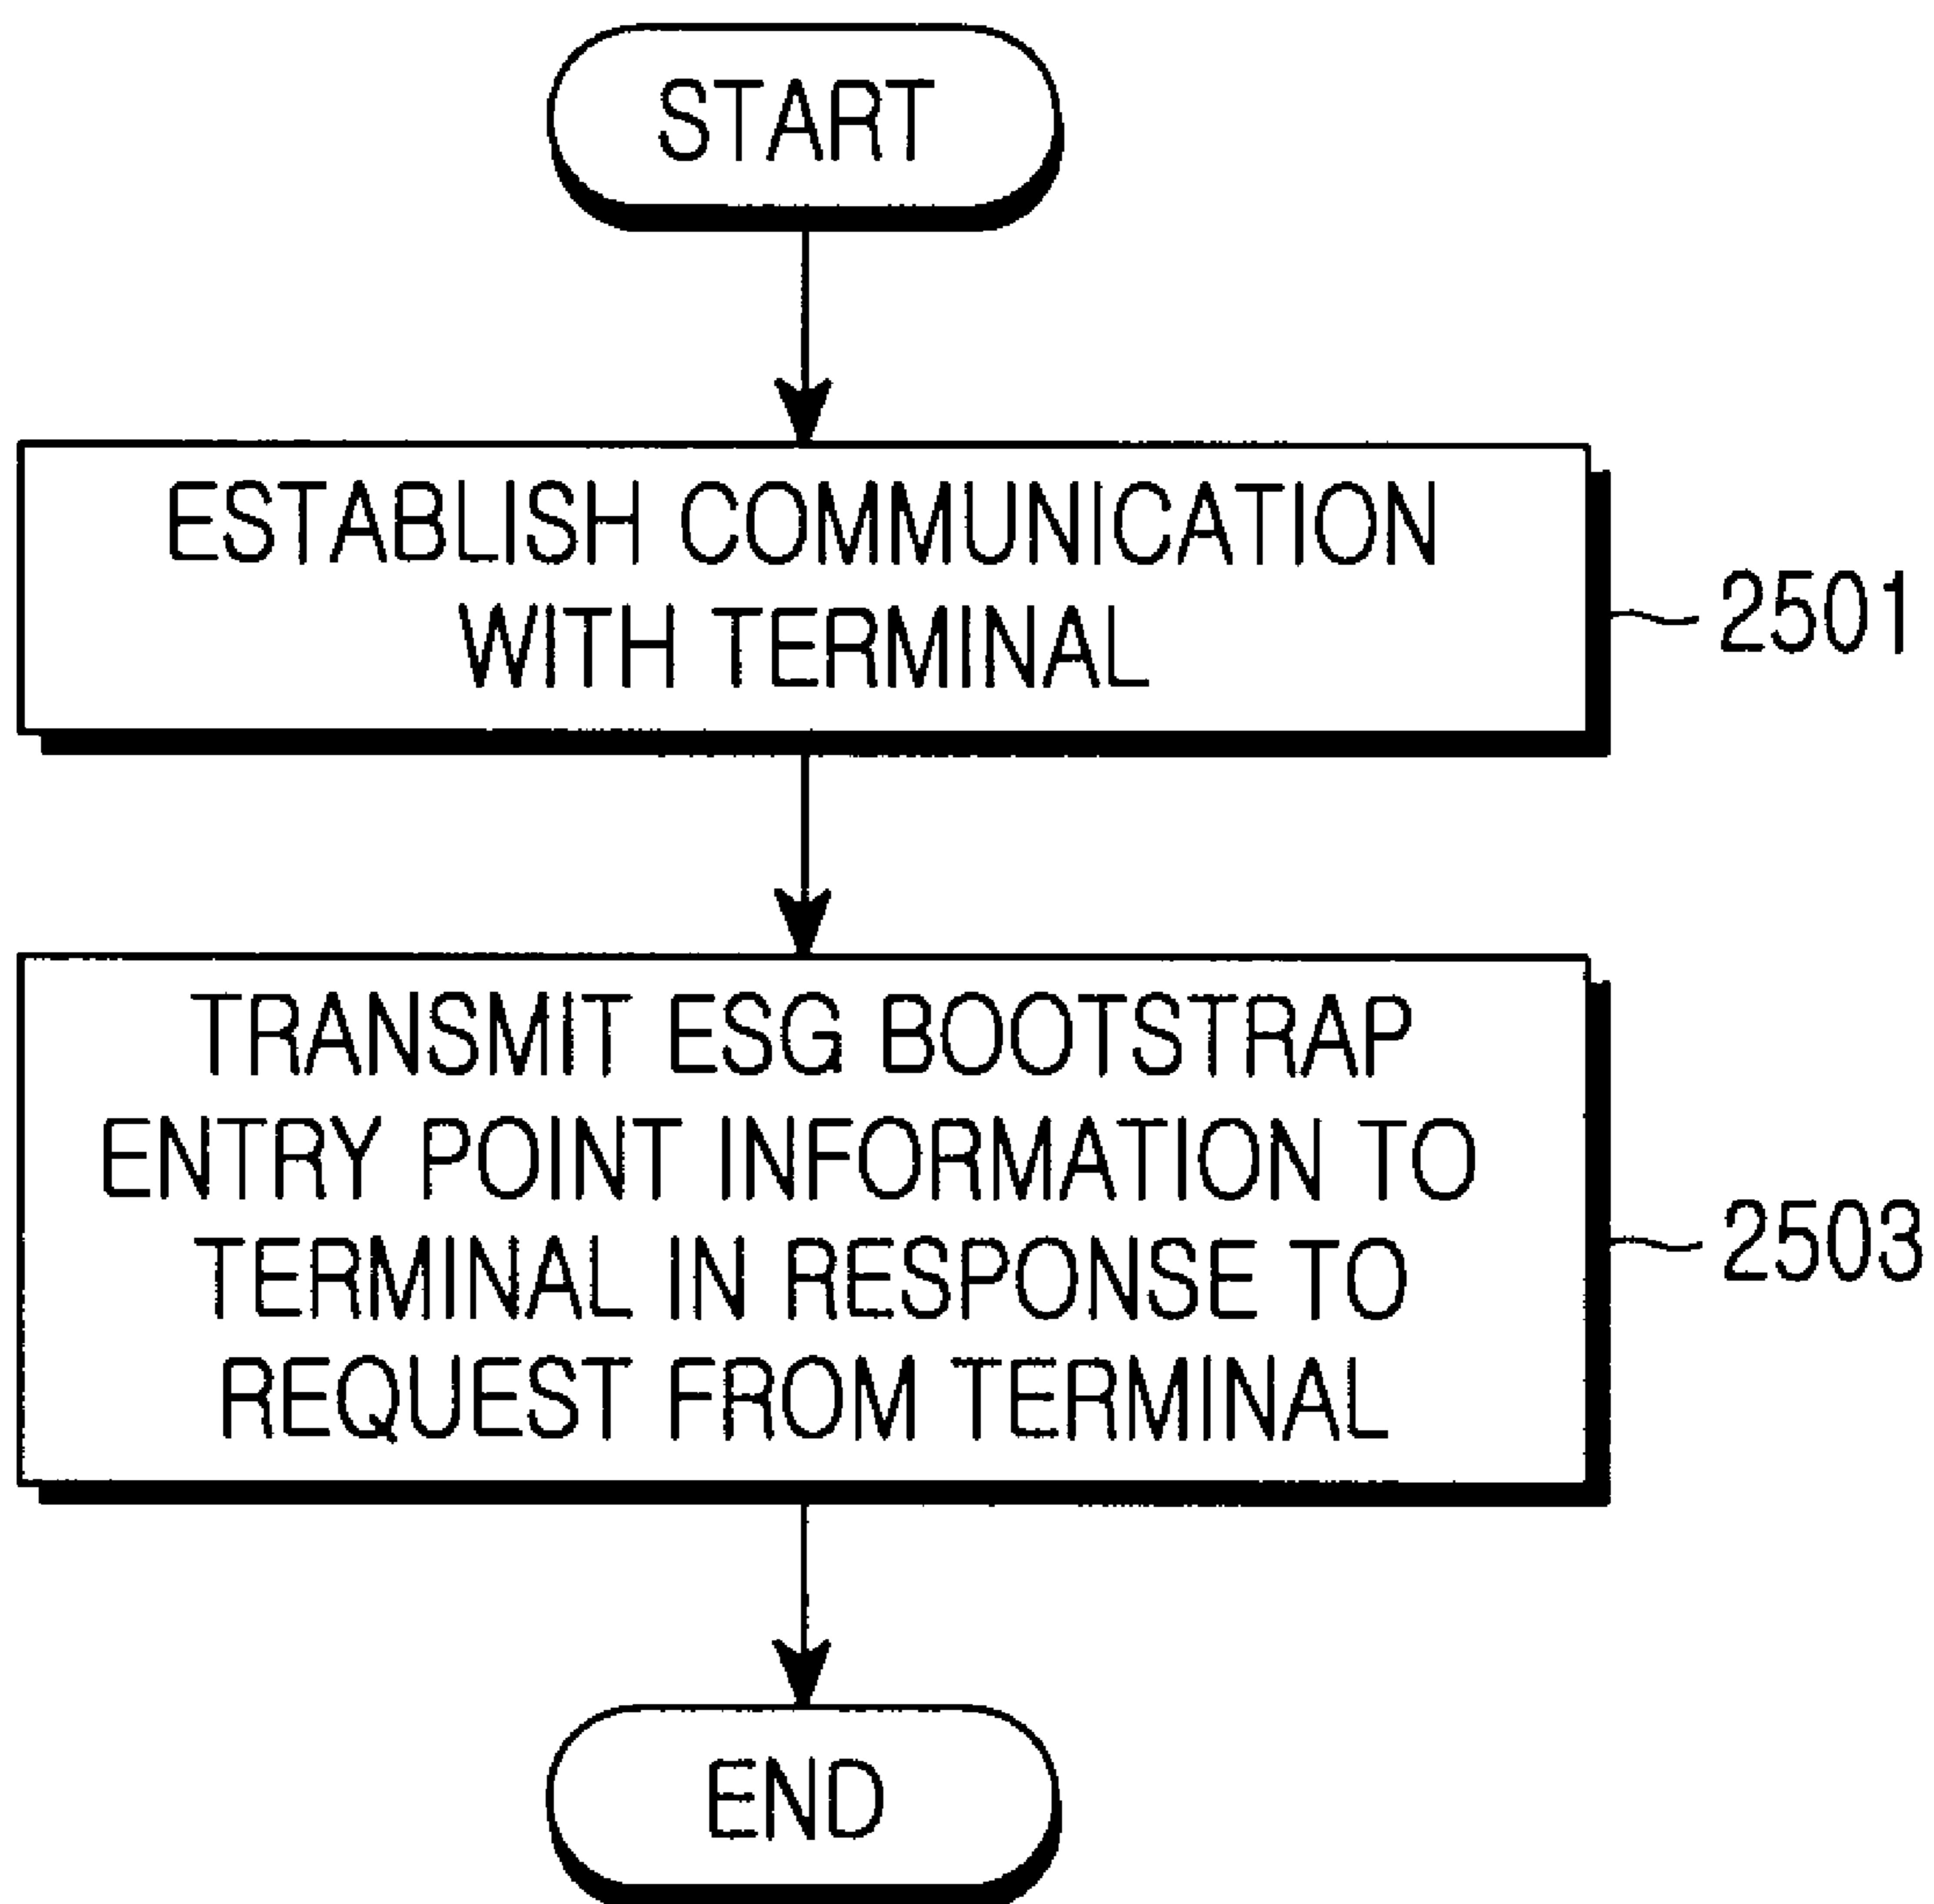 START
ESTABLISH COMMUNICATION
WITH TERMINAL
2501
TRANSMIT ESG BOOTSTRAP
ENTRY POINT INFORMATION TO
TERMINAL IN RESPONSE TO
REQUEST FROM TERMINAL
2503
END